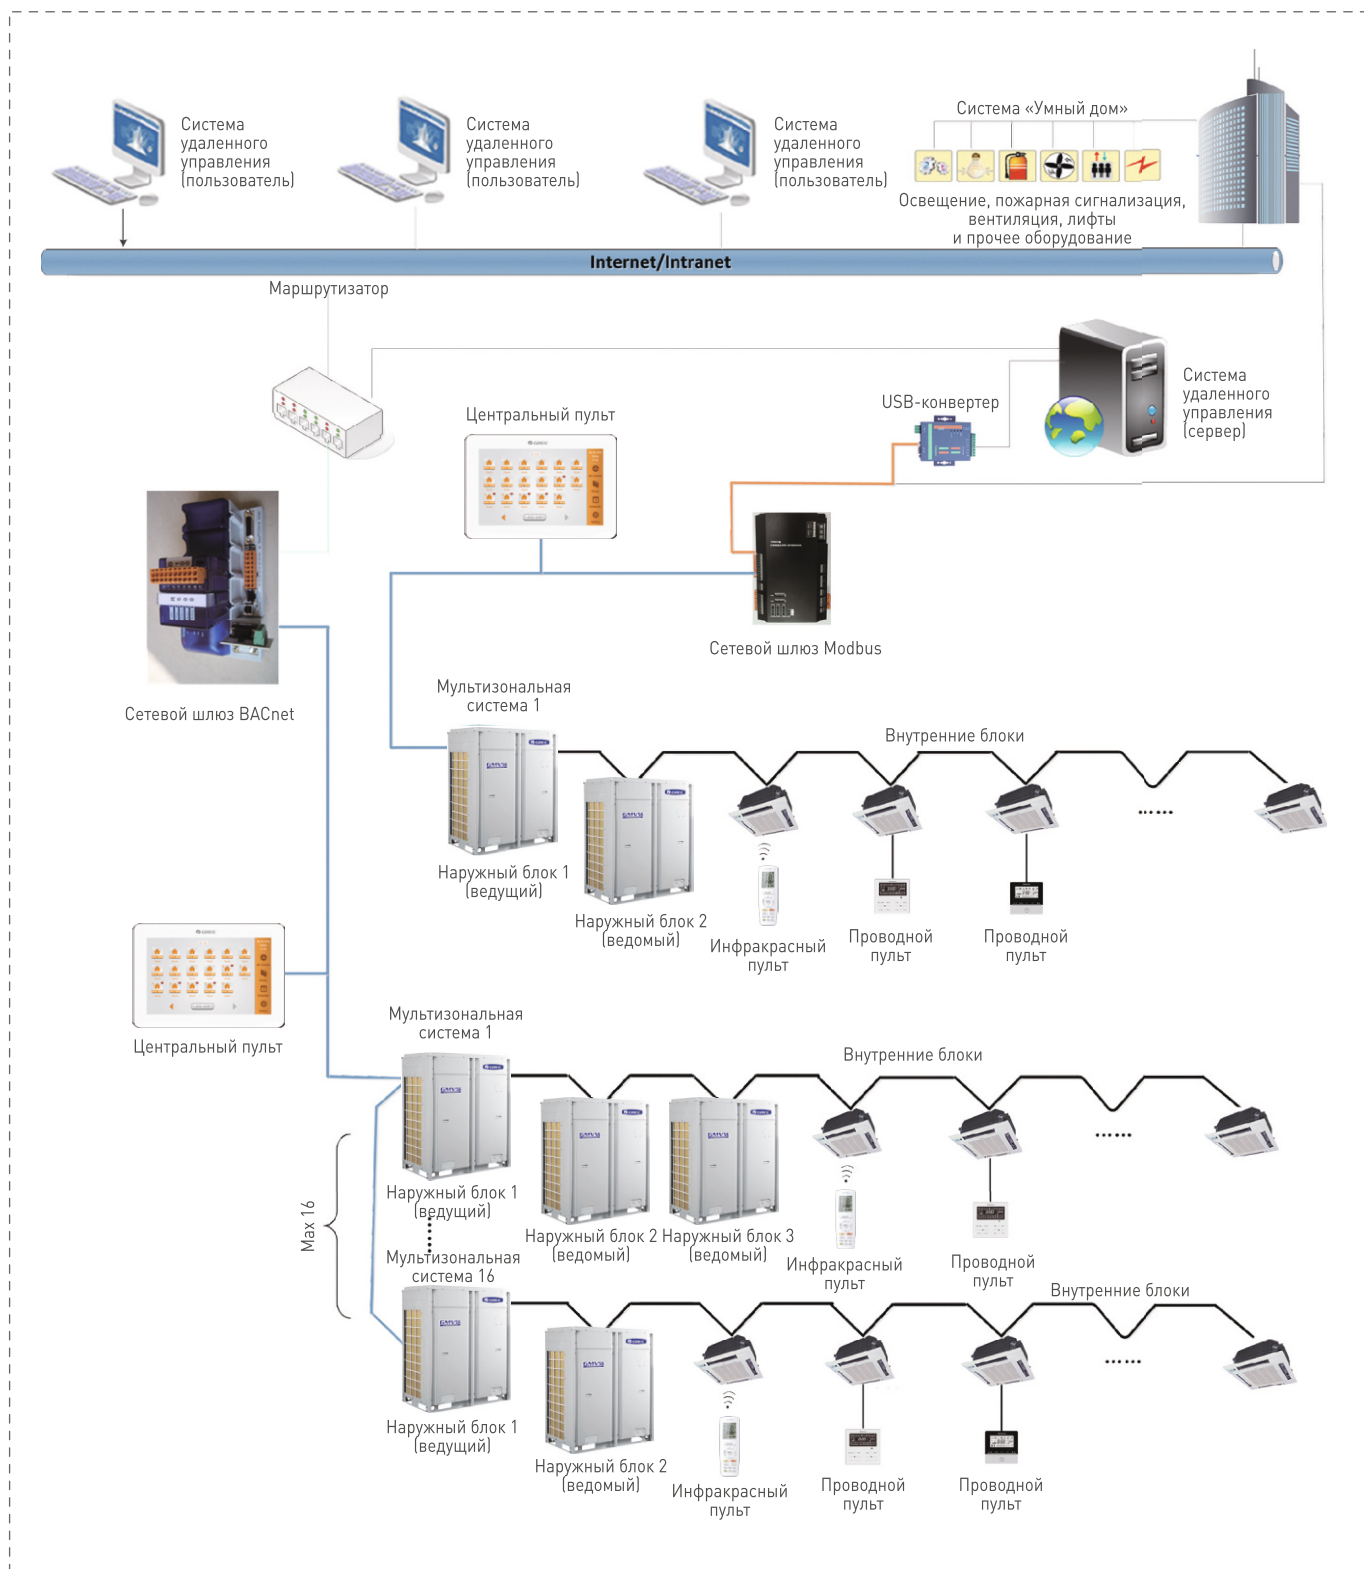 Система
удаленного
управления
(пользователь)
Система
удаленного
управления
(пользователь)
Система
удаленного
управления
(пользователь)
Система «Умный дом»
Освещение, пожарная сигнализация,
вентиляция, лифты
и прочее оборудование
Internet/Intranet
Маршрутизатор
Центральный пульт
USB-конвертер
Система
удаленного
управления
(сервер)
Сетевой шлюз Modbus
Сетевой шлюз BACnet
Мультизональная
система 1
Внутренние блоки
......
Наружный блок 1
(ведущий)
Наружный блок 2
(ведомый)
Инфракрасный
пульт
Проводной
пульт
Проводной
пульт
Центральный пульт
Мультизональная
система 1
Внутренние блоки
......
Max 16
Наружный блок 1
(ведущий)
Наружный блок 2
(ведомый)
Наружный блок 3
(ведомый)
Инфракрасный
пульт
Проводной
пульт
Мультизональная
система 16
Внутренние блоки
......
Наружный блок 1
(ведущий)
Наружный блок 2
(ведомый)
Инфракрасный
пульт
Проводной
пульт
Проводной
пульт